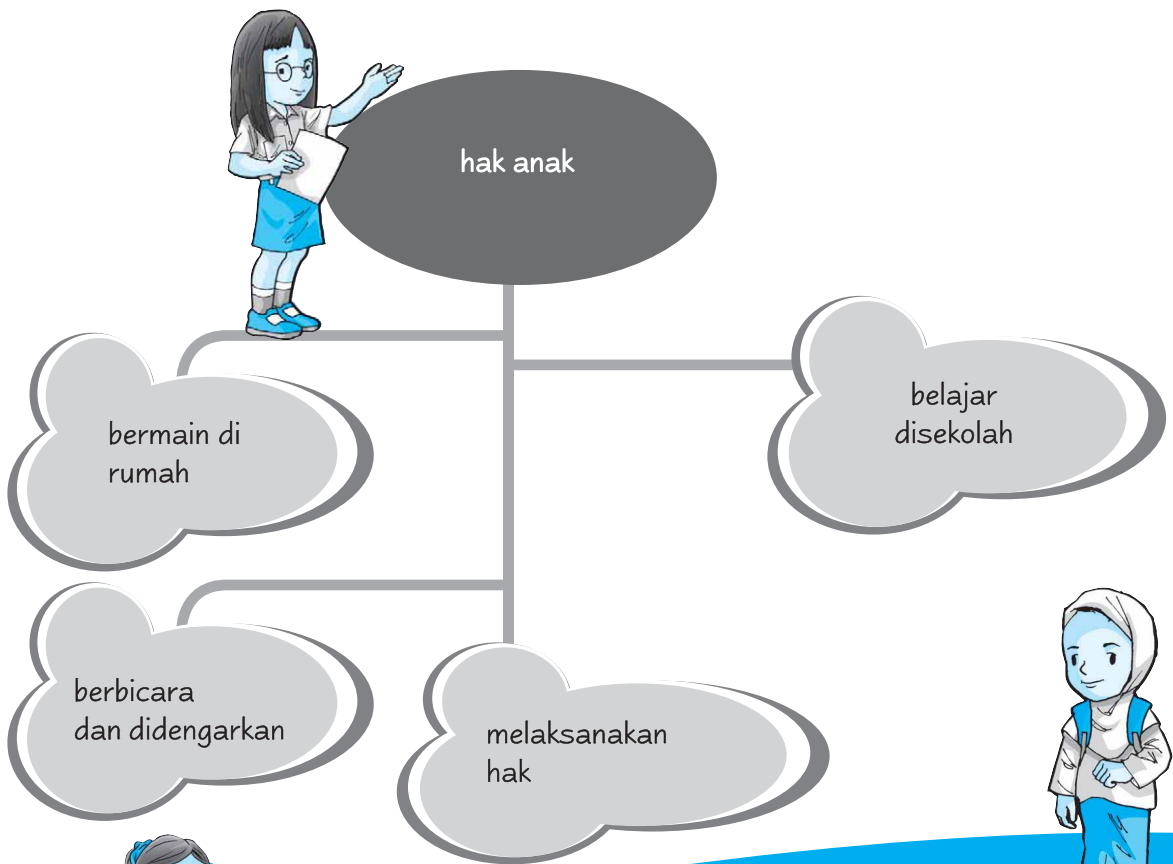 hak anak
bermain di
rumah
belajar
disekolah
berbicara
dan didengarkan
melaksanakan
hak